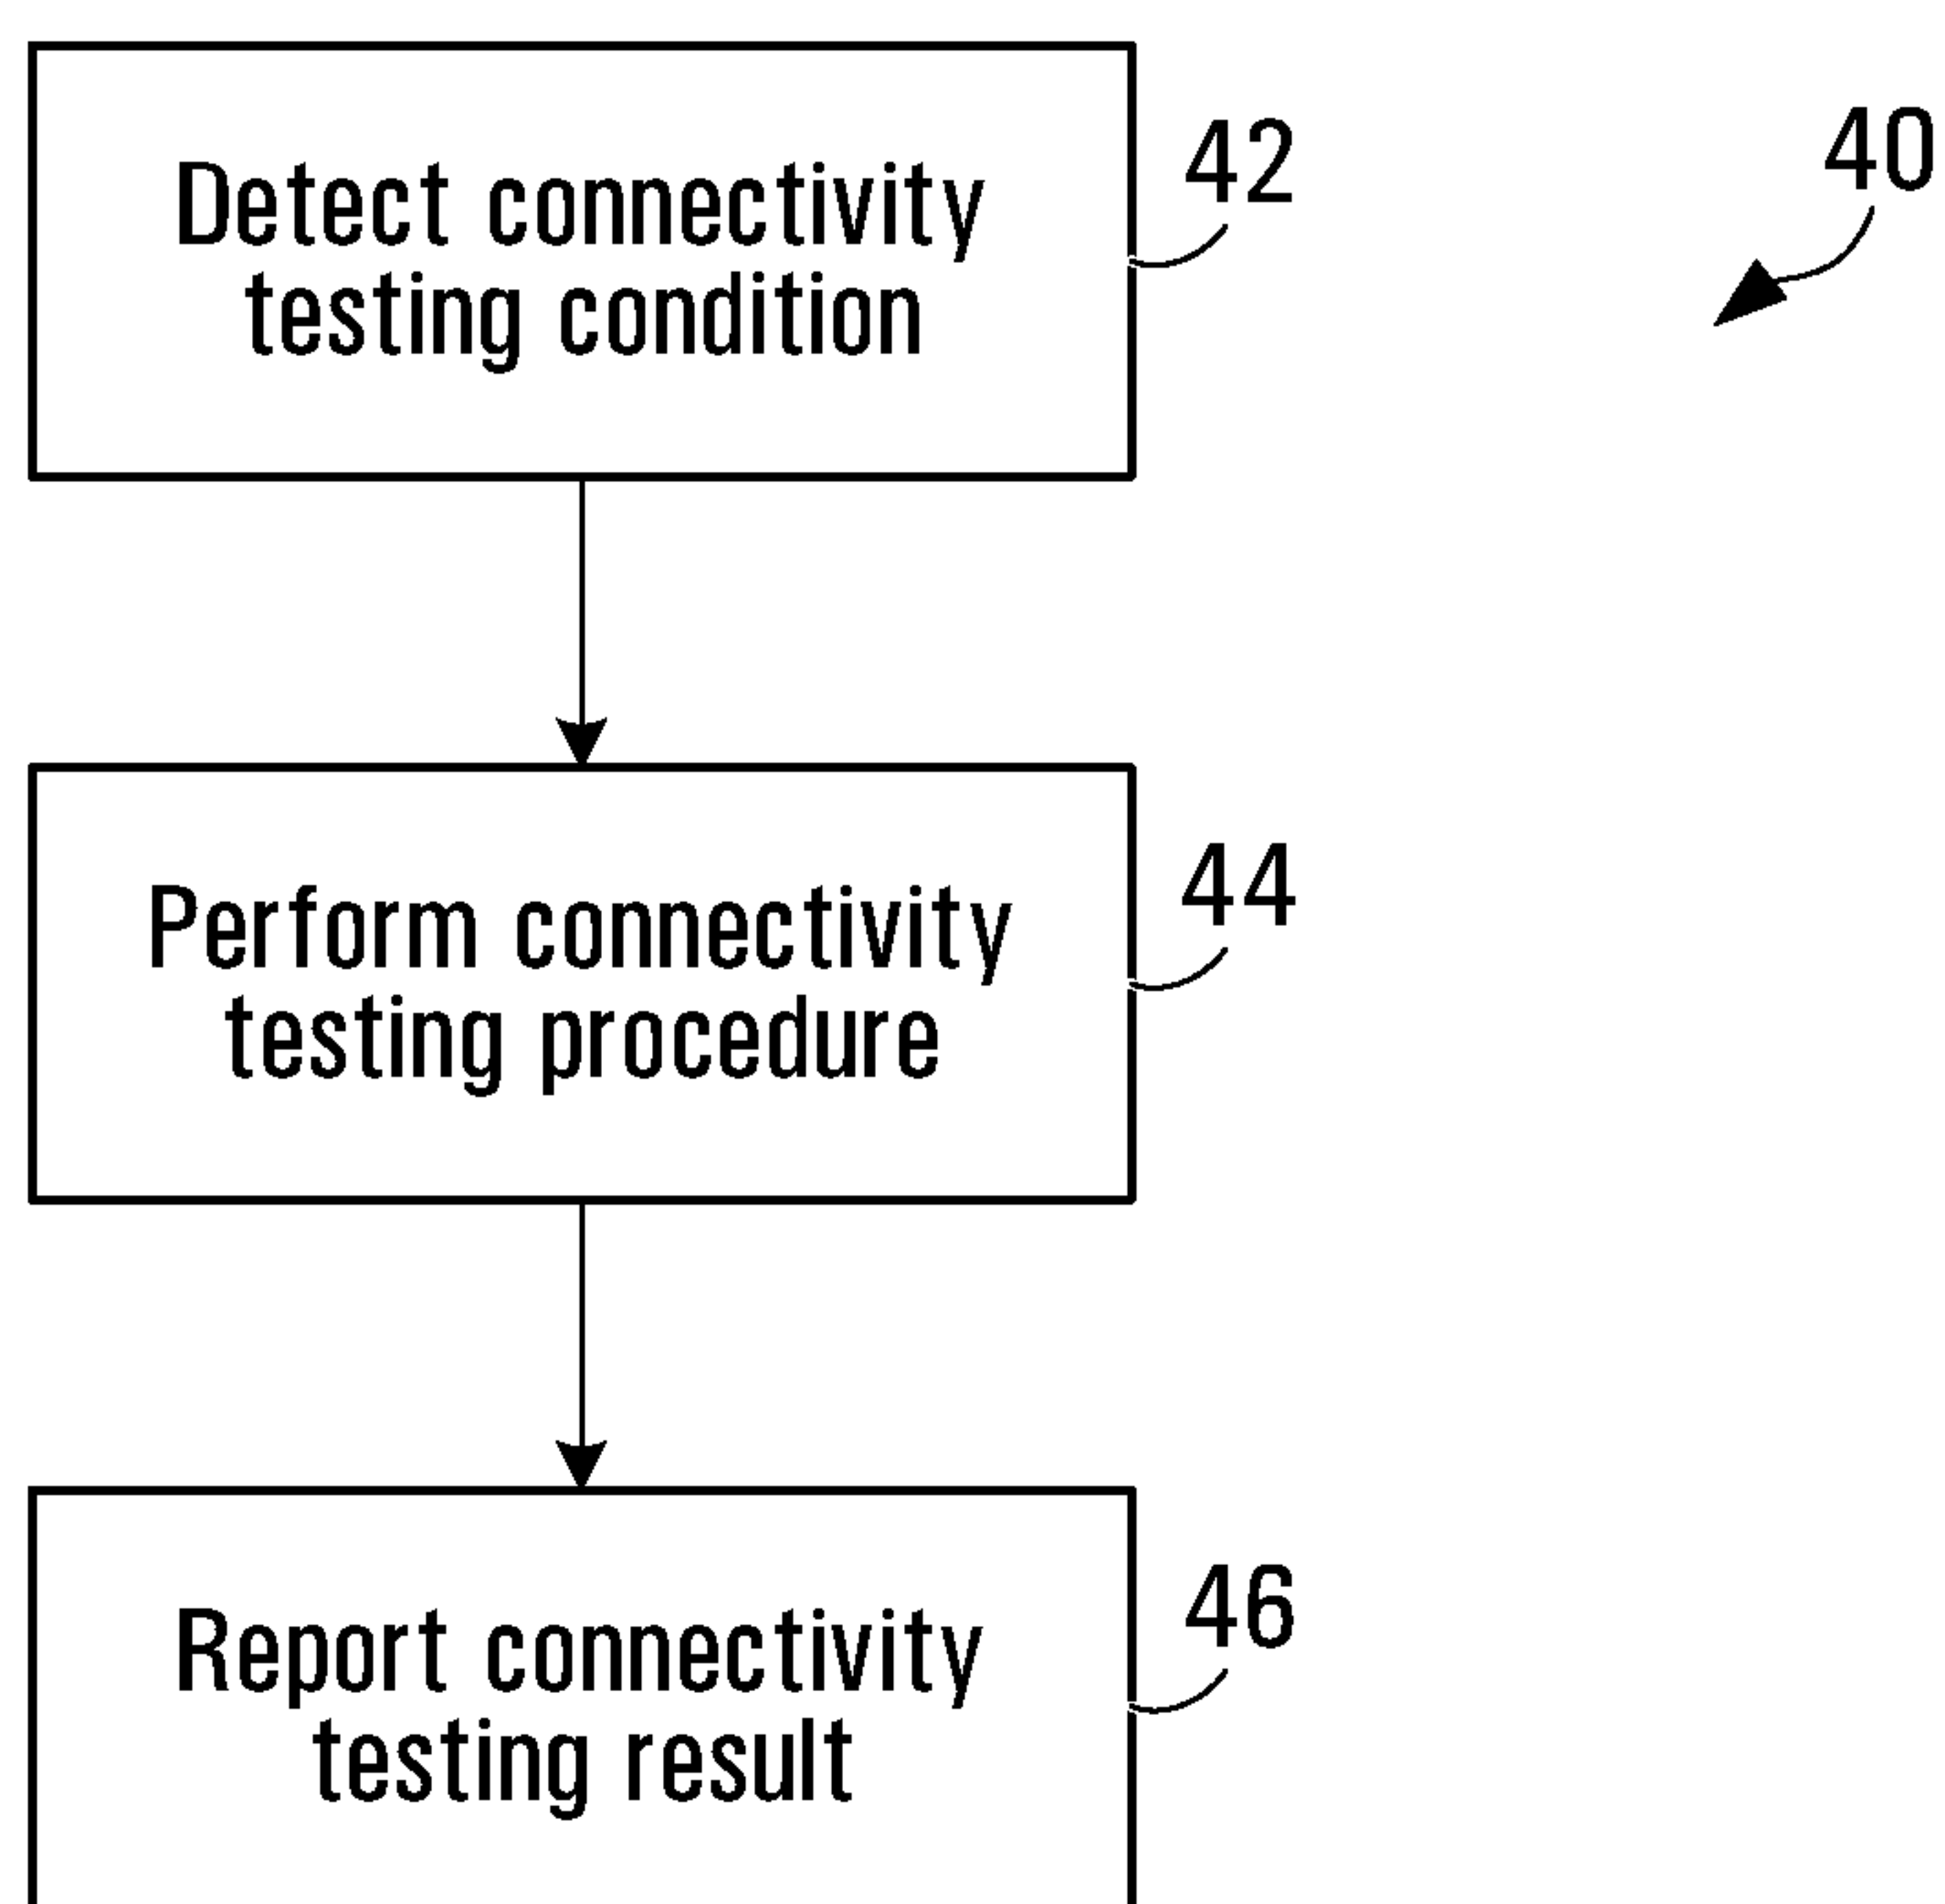 Detect connectivity
testing condition
42
40
Perform connectivity
testing procedure
44
Report connectivity
testing result
46